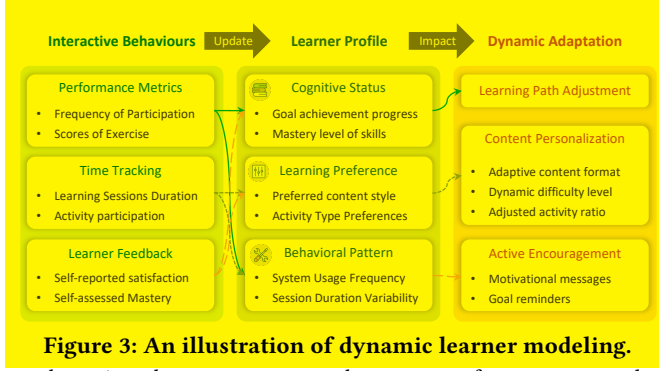 Interactive Behaviours Update Learner Profile Impact Dynamic Adaptation
Performance Metrics
• Frequency of Participation
• Scores of Exercise
Time Tracking
• Learning Sessions Duration
• Activity participation
Learner Feedback
• Self-reported satisfaction
• Self-assessed Mastery
Cognitive Status
• Goal achievement progress
• Mastery level of skills
Learning Preference
• Preferred content style
• Activity Type Preferences
Behavioral Pattern
• System Usage Frequency
• Session Duration Variability
Learning Path Adjustment
Content Personalization
• Adaptive content format
• Dynamic difficulty level
• Adjusted activity ratio
Active Encouragement
• Motivational messages
• Goal reminders
Figure 3: An illustration of dynamic learner modeling.